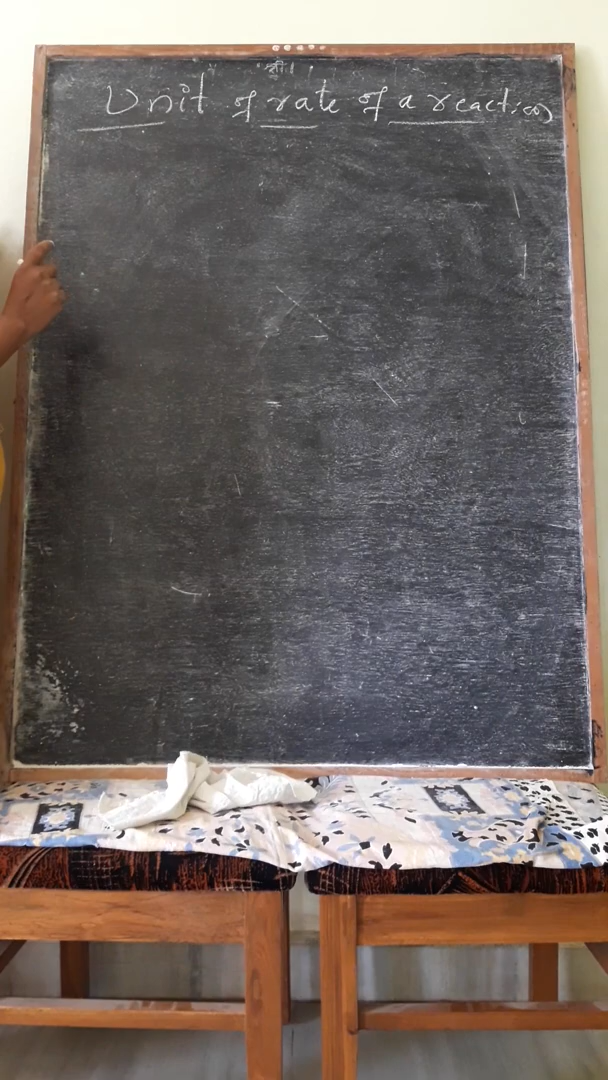 श्री
Unit of rate of a reaction